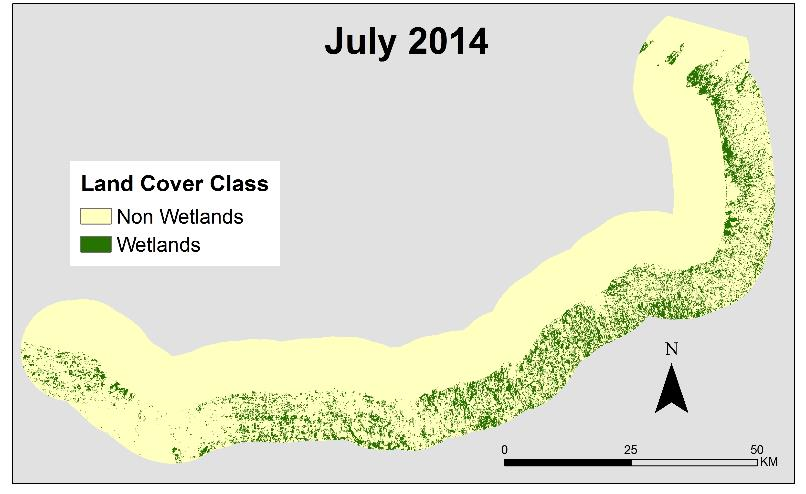 July 2014
Land Cover Class
Non Wetlands
Wetlands
N
0 25 50
KM